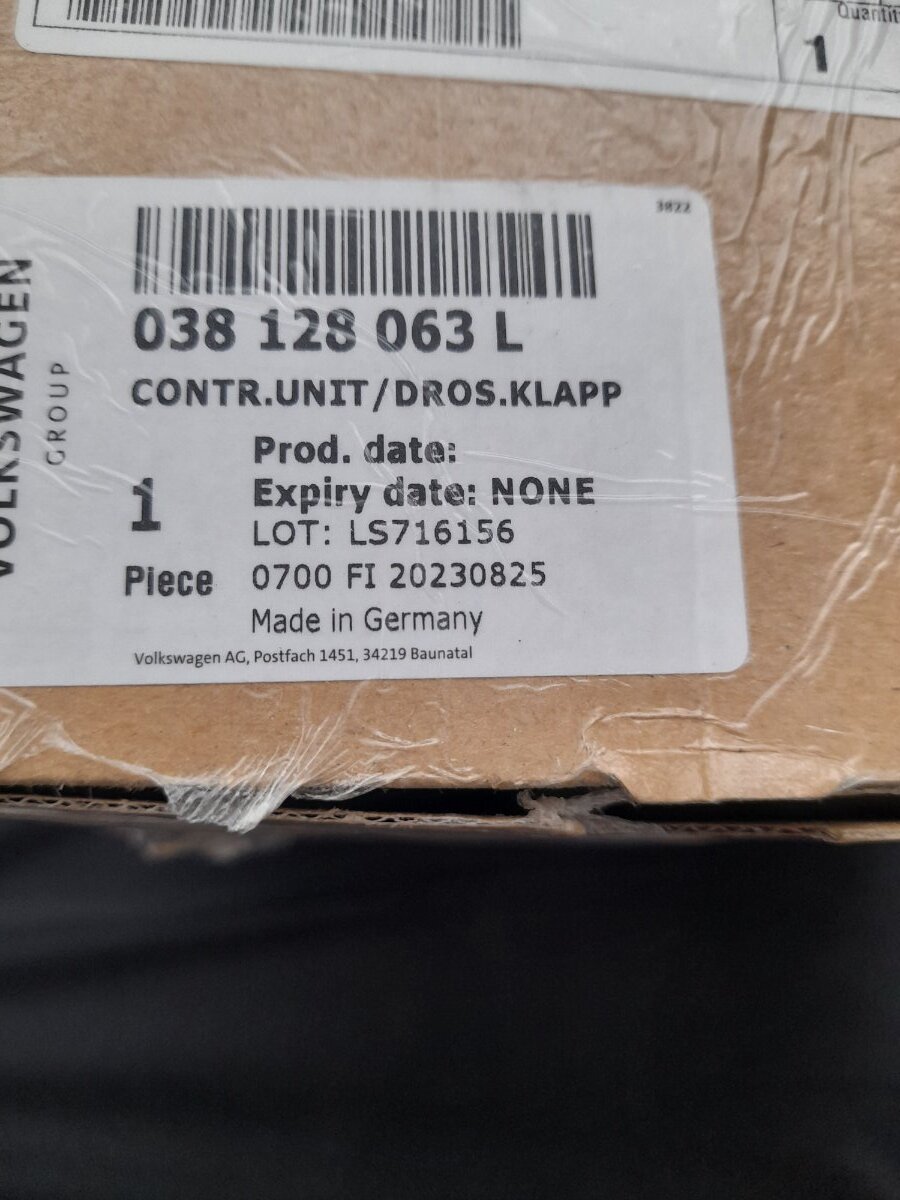 Quantit
1
3822
VOLKSWAGEN
GROUP
038 128 063 L
CONTR.UNIT/DROS.KLAPP
Prod. date:
Expiry date: NONE
1
LOT: LS716156
Piece 0700 FI 20230825
Made in Germany
Volkswagen AG, Postfach 1451, 34219 Baunatal